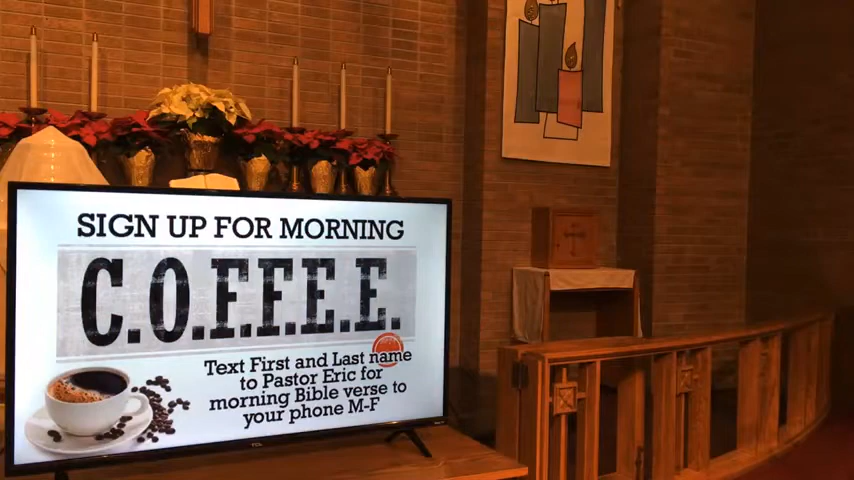 SIGN UP FOR MORNING
C.O.F.F.E.E.
Text First and Last name
to Pastor Eric for
morning Bible verse to
your phone M-F
TCL